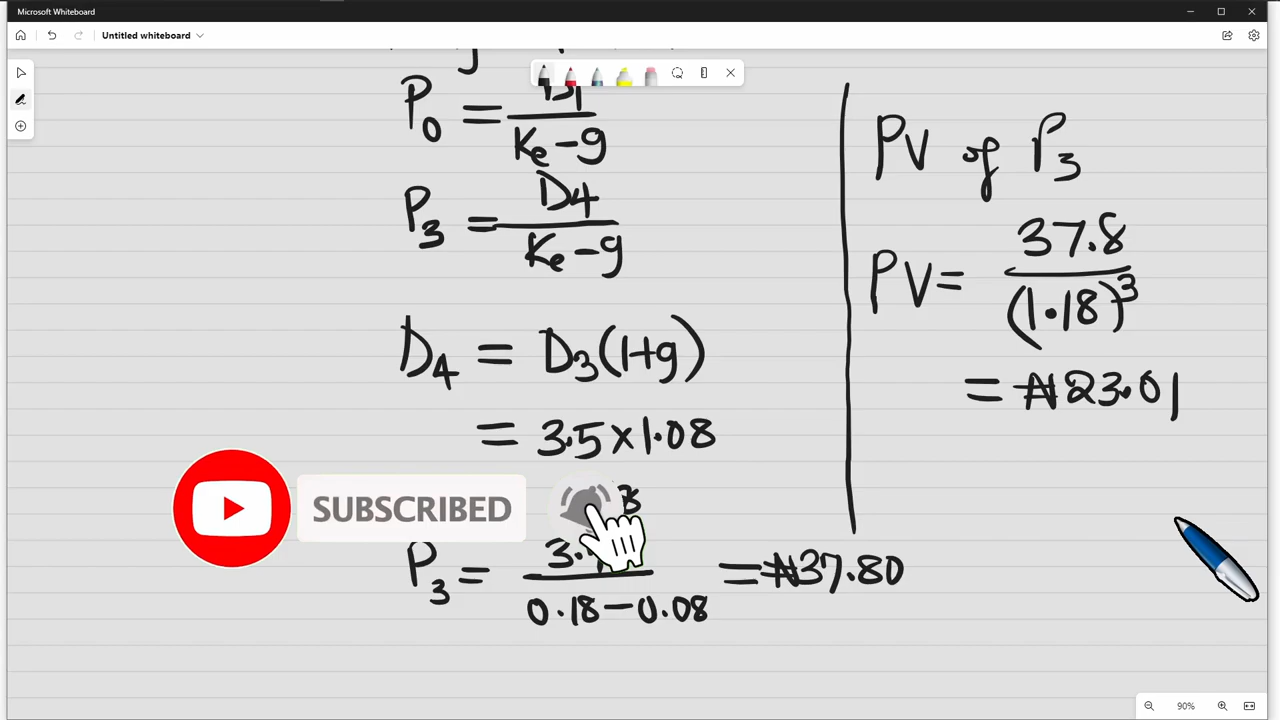 Microsoft Whiteboard
Untitled whiteboard
P₀ = / Ke – g
P₃ = D4 / Ke – g
D4 = D₃(1+g)
= 3.5 × 1.08
SUBSCRIBED
P₃ = 3. / 0.18 – 0.08 = ₦37.80
PV of P₃
PV = 37.8 / (1.18)³
= ₦23.01
90%